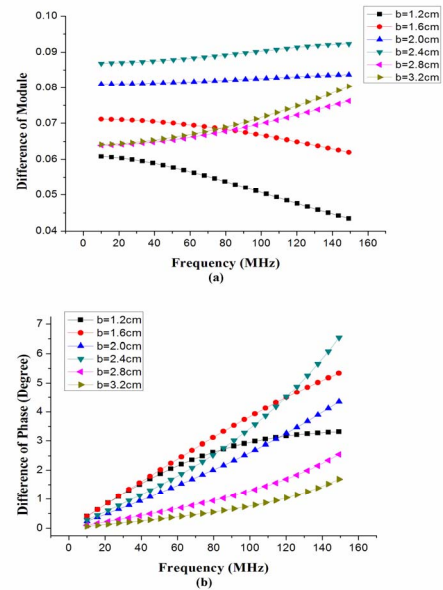 b=1.2cm
b=1.6cm
b=2.0cm
b=2.4cm
b=2.8cm
b=3.2cm
0.10
0.09
0.08
0.07
0.06
0.05
0.04
Difference of Module
0 20 40 60 80 100 120 140 160
Frequency (MHz)
(a)
b=1.2cm
b=1.6cm
b=2.0cm
b=2.4cm
b=2.8cm
b=3.2cm
7
6
5
4
3
2
1
0
Difference of Phase (Degree)
0 20 40 60 80 100 120 140 160
Frequency (MHz)
(b)